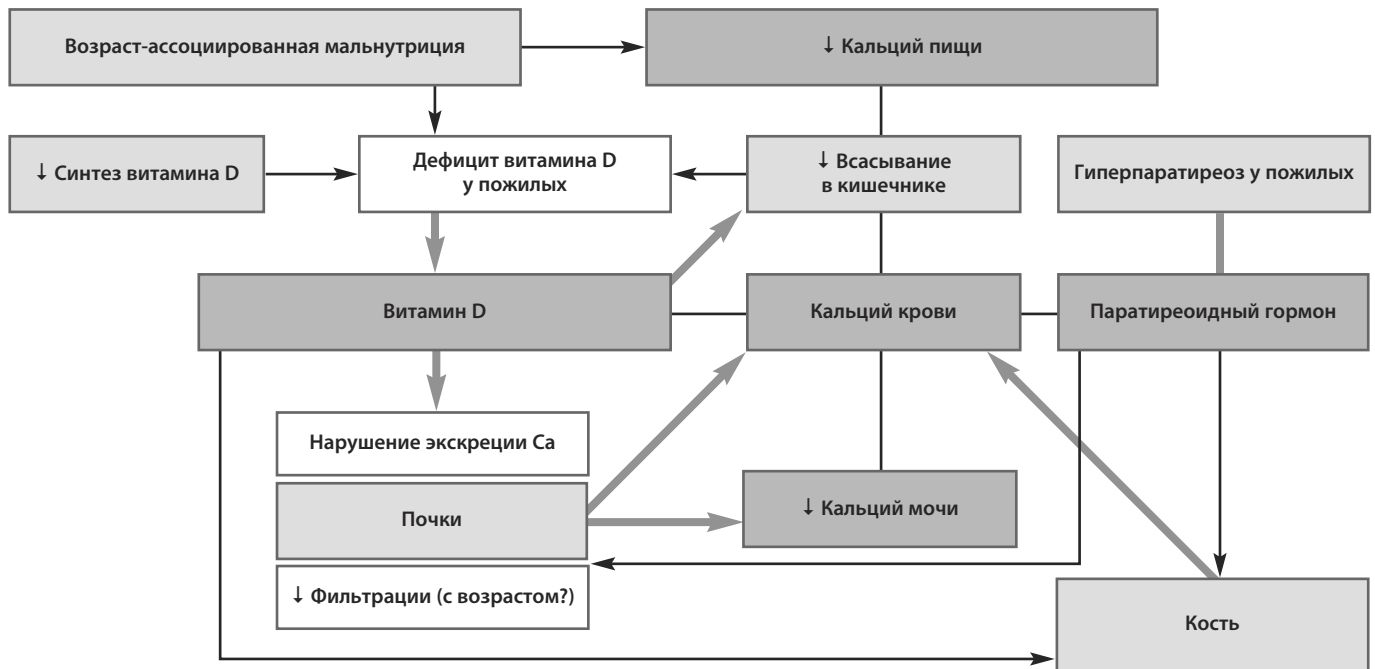 Возраст-ассоциированная мальнутриция
↓ Кальций пищи
↓ Синтез витамина D
Дефицит витамина D
у пожилых
↓ Всасывание
в кишечнике
Гиперпаратиреоз у пожилых
Витамин D
Кальций крови
Паратиреоидный гормон
Нарушение экскреции Ca
Почки
↓ Кальций мочи
↓ Фильтрации (с возрастом?)
Кость